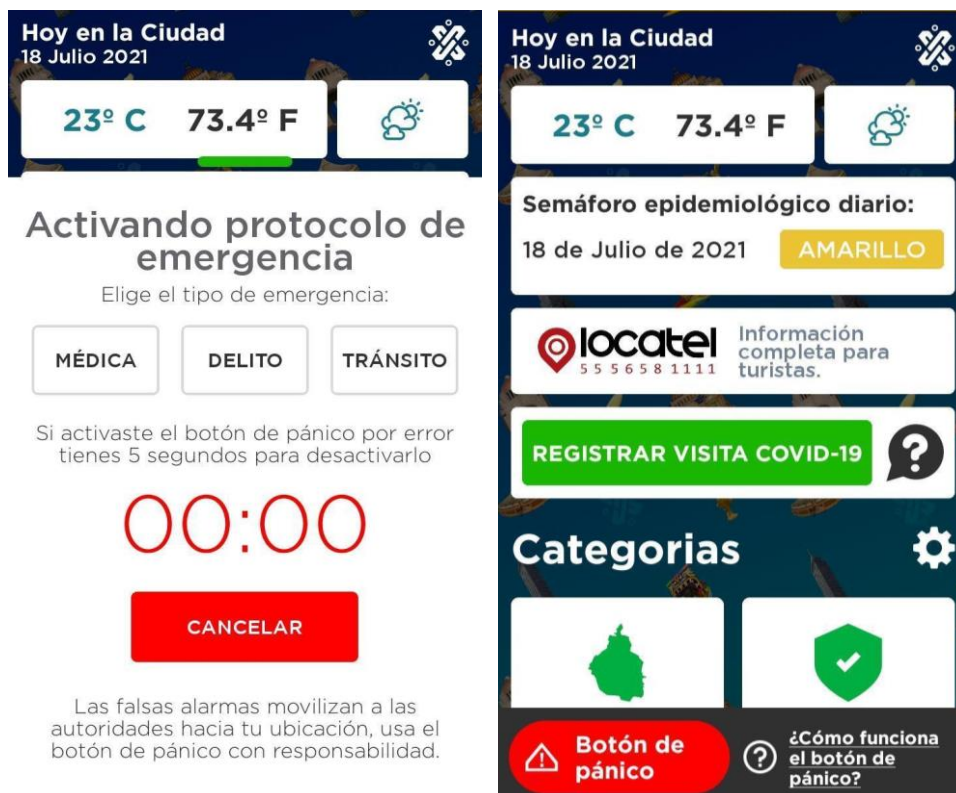 Hoy en la Ciudad
18 Julio 2021
23º C 73.4º F
Activando protocolo de
emergencia
Elige el tipo de emergencia:
MÉDICA DELITO TRÁNSITO
Si activaste el botón de pánico por error
tienes 5 segundos para desactivarlo
00:00
CANCELAR
Las falsas alarmas movilizan a las
autoridades hacia tu ubicación, usa el
botón de pánico con responsabilidad.
Hoy en la Ciudad
18 Julio 2021
23º C 73.4º F
Semáforo epidemiológico diario:
18 de Julio de 2021 AMARILLO
locatel
55 5658 1111
Información
completa para
turistas.
REGISTRAR VISITA COVID-19
Categorias
Botón de
pánico
¿Cómo funciona
el botón de
pánico?